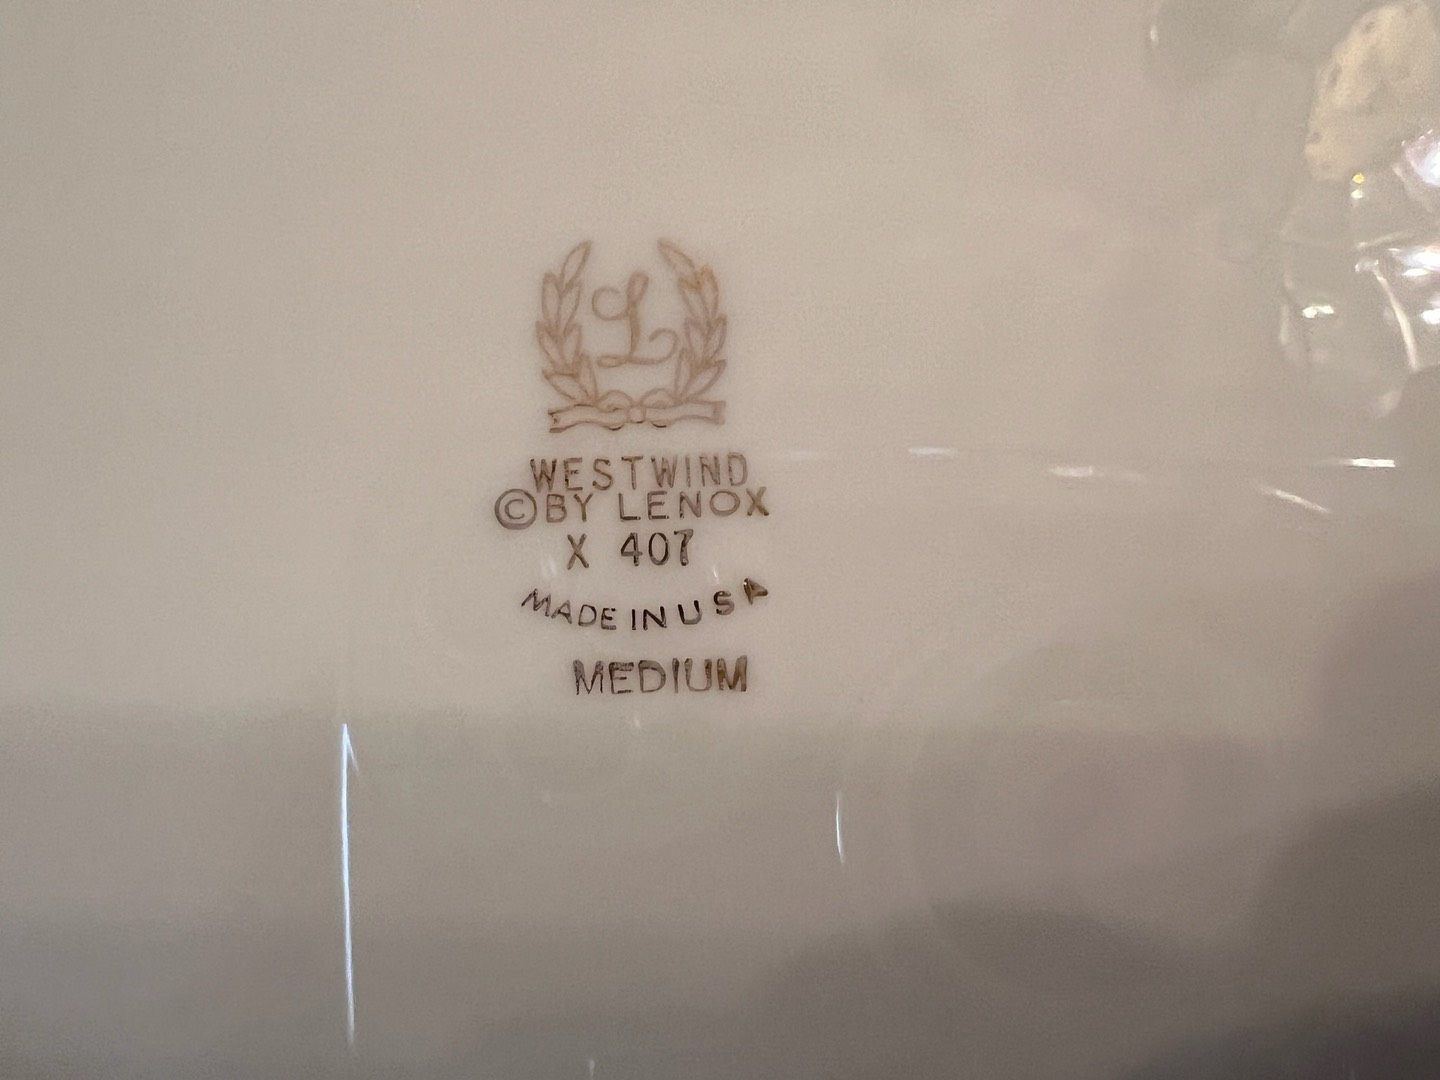 L
WESTWIND
© BY LENOX
X 407
MADE IN USA
MEDIUM